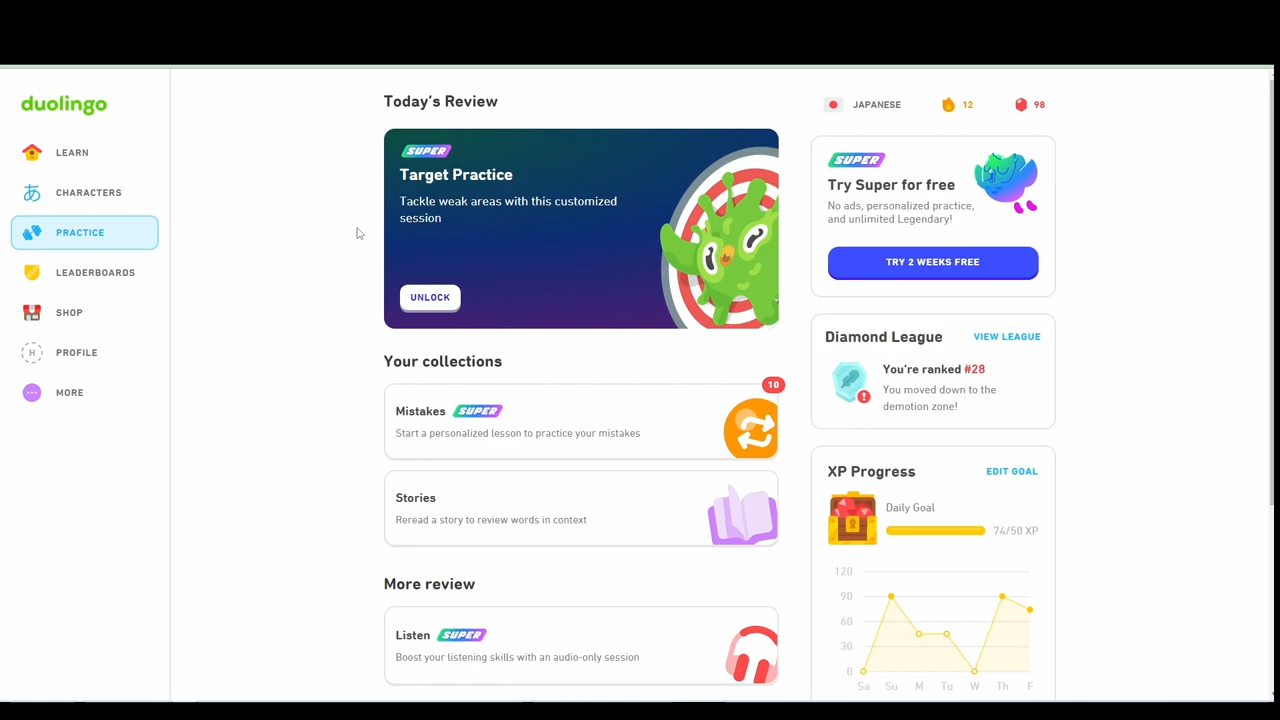 duolingo
LEARN
あ CHARACTERS
PRACTICE
LEADERBOARDS
SHOP
H PROFILE
MORE
Today's Review
SUPER
Target Practice
Tackle weak areas with this customized
session
UNLOCK
Your collections
10
Mistakes SUPER
Start a personalized lesson to practice your mistakes
Stories
Reread a story to review words in context
More review
Listen SUPER
Boost your listening skills with an audio-only session
JAPANESE 12 98
SUPER
Try Super for free
No ads, personalized practice,
and unlimited Legendary!
TRY 2 WEEKS FREE
Diamond League VIEW LEAGUE
You're ranked #28
You moved down to the
demotion zone!
XP Progress EDIT GOAL
Daily Goal
74/50 XP
120
90
60
30
0
Sa Su M Tu W Th F